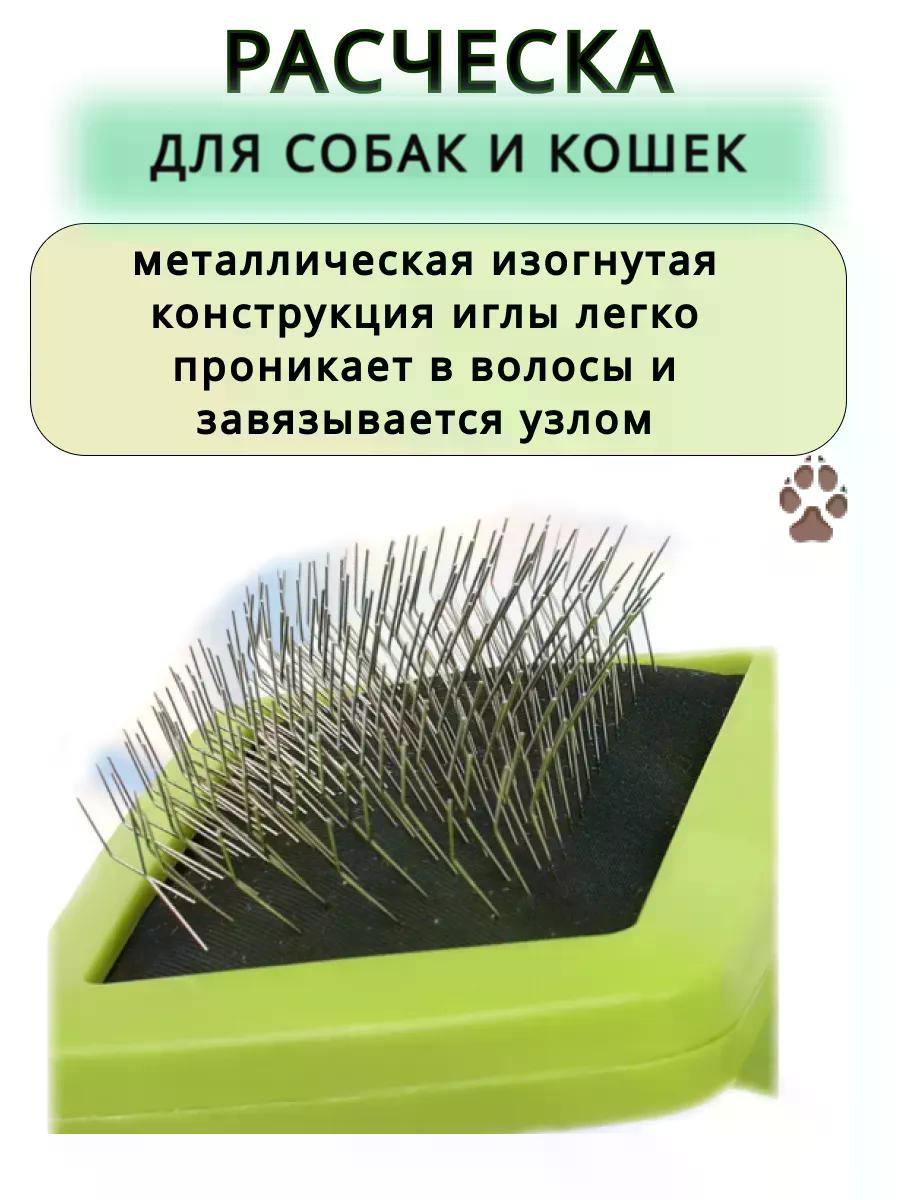 РАСЧЕСКА
ДЛЯ СОБАК И КОШЕК
металлическая изогнутая
конструкция иглы легко
проникает в волосы и
завязывается узлом